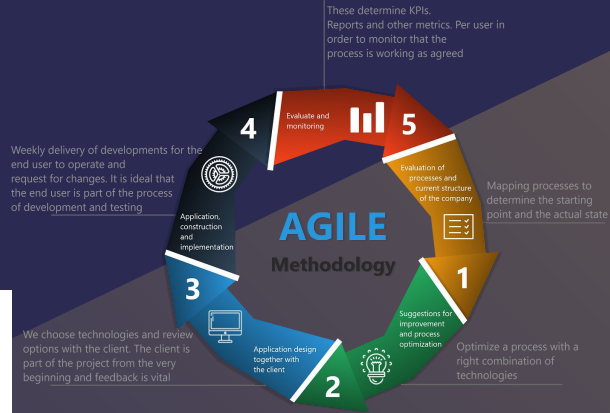 These determine KPIs.
Reports and other metrics. Per user in
order to monitor that the
process is working as agreed
Evaluate and
monitoring
5
4
Evaluation of
processes and
current structure
of the company
Mapping processes to
determine the starting
point and the actual state
1
Weekly delivery of developments for the
end user to operate and
request for changes. It is ideal that
the end user is part of the process
of development and testing
Application,
construction
and
implementation
AGILE
Methodology
3
Suggestions for
improvement
and process
optimization
Optimize a process with a
right combination of
technologies
We choose technologies and review
options with the client. The client is
part of the project from the very
beginning and feedback is vital
Application design
together with
the client
2